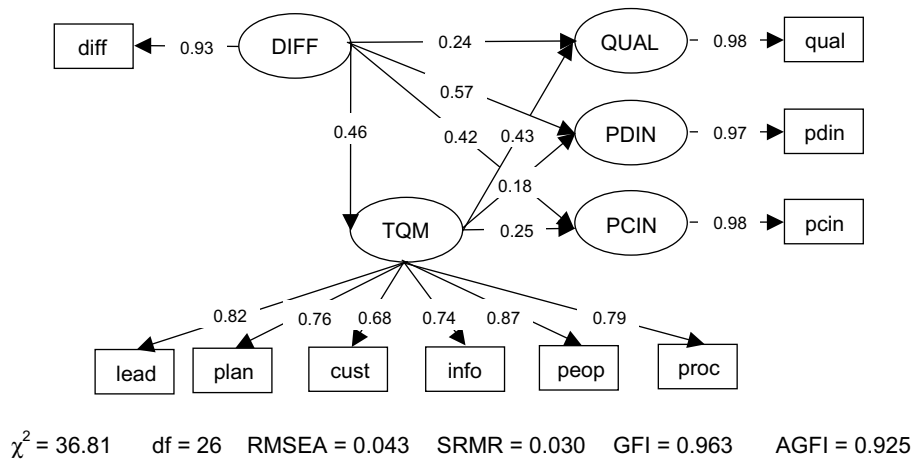 diff 0.93 DIFF 0.24 QUAL 0.98 qual
0.57
0.46 0.42 0.43 PDIN 0.97 pdin
0.18
TQM 0.25 PCIN 0.98 pcin
0.82 0.76 0.68 0.74 0.87 0.79
lead plan cust info peop proc
χ² = 36.81 df = 26 RMSEA = 0.043 SRMR = 0.030 GFI = 0.963 AGFI = 0.925